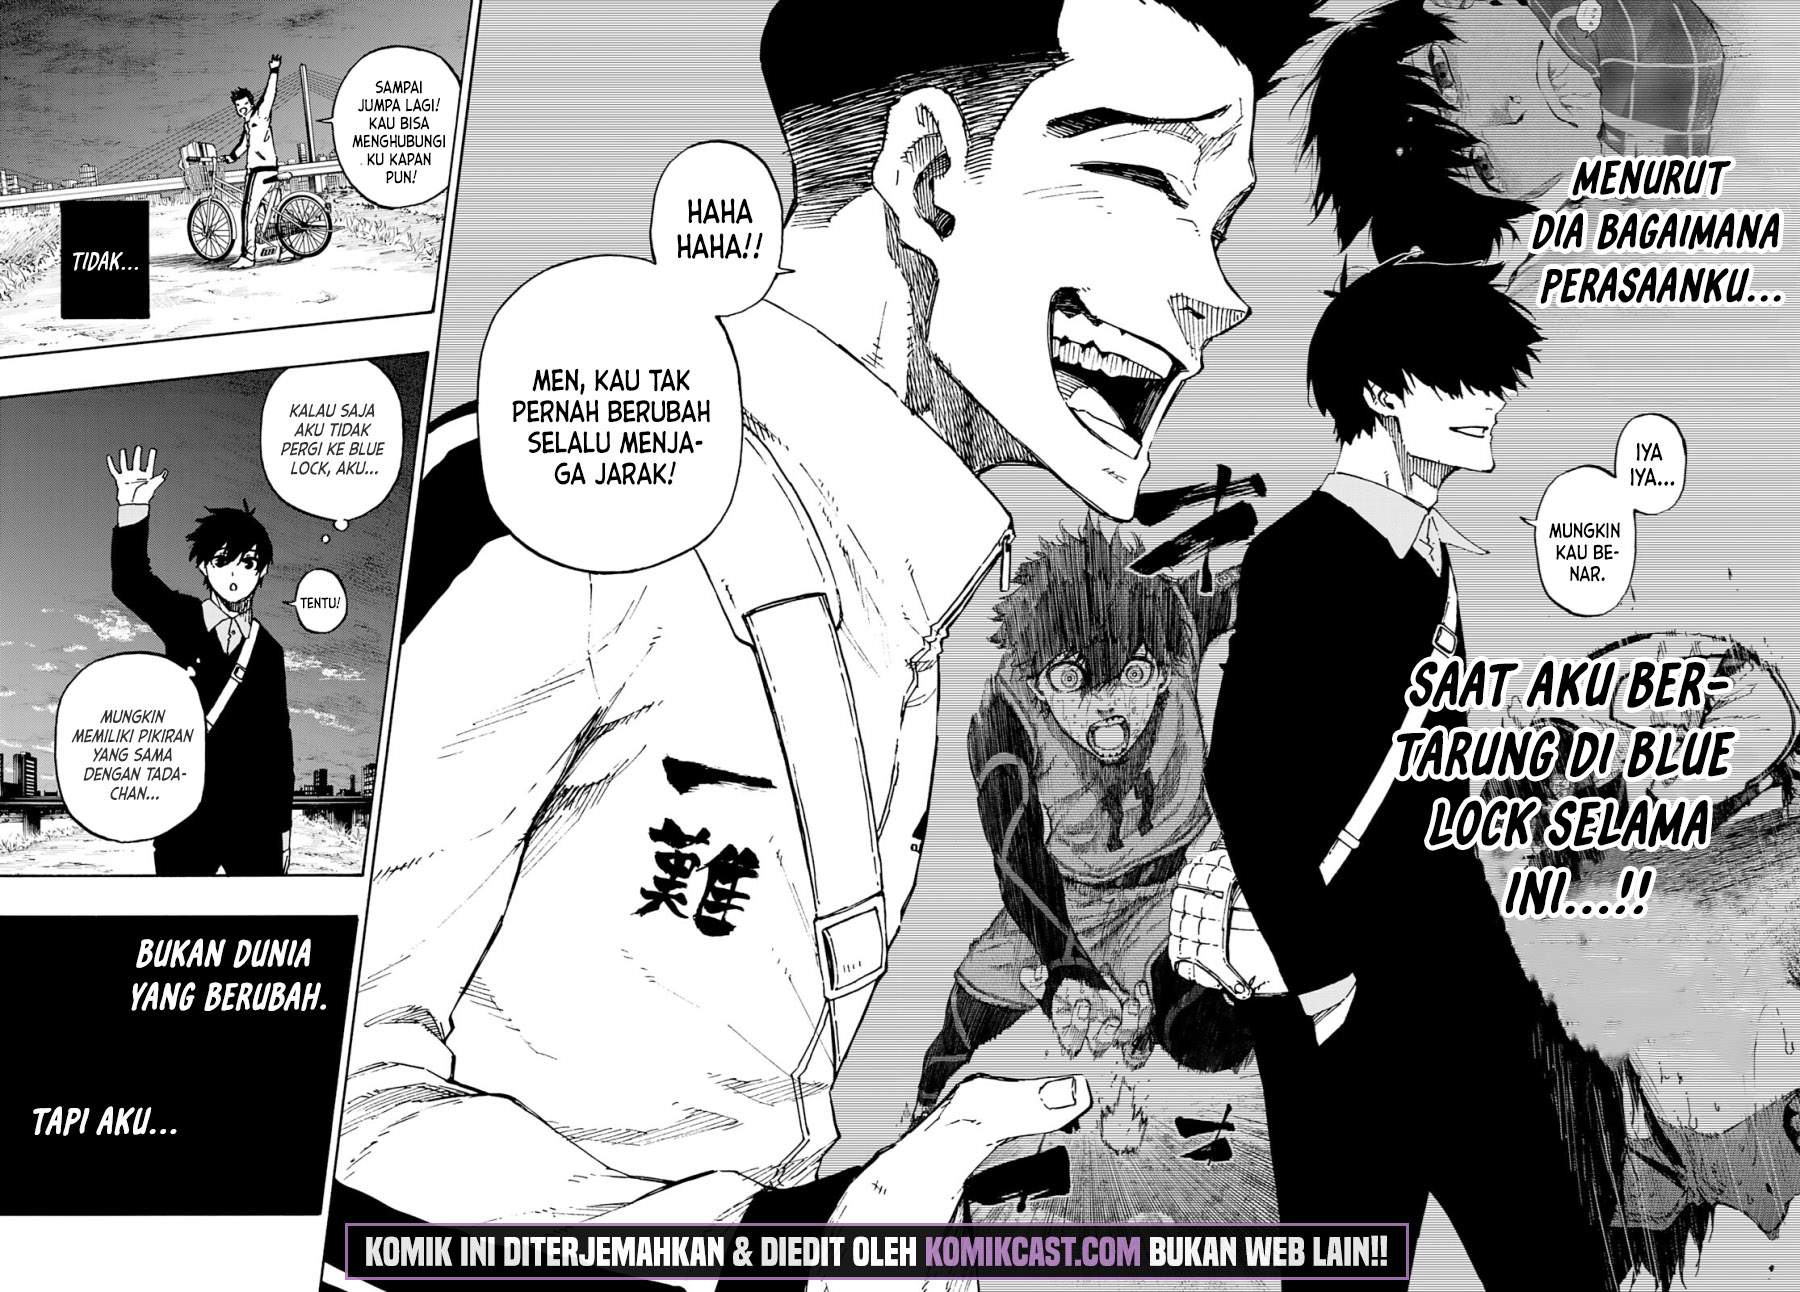 MENURUT
DIA BAGAIMANA
PERASAANKU...
IYA
IYA...
MUNGKIN
KAU BE-
NAR.
SAAT AKU BER-
TARUNG DI BLUE
LOCK SELAMA
INI....!!
HAHA
HAHA!!
MEN, KAU TAK
PERNAH BERUBAH
SELALU MENJA-
GA JARAK!
一
難
SAMPAI
JUMPA LAGI!
KAU BISA
MENGHUBUNGI
KU KAPAN
PUN!
TIDAK...
KALAU SAJA
AKU TIDAK
PERGI KE BLUE
LOCK, AKU...
TENTU!
MUNGKIN
MEMILIKI PIKIRAN
YANG SAMA
DENGAN TADA-
CHAN...
BUKAN DUNIA
YANG BERUBAH.
TAPI AKU...
KOMIK INI DITERJEMAHKAN & DIEDIT OLEH KOMIKCAST.COM BUKAN WEB LAIN!!